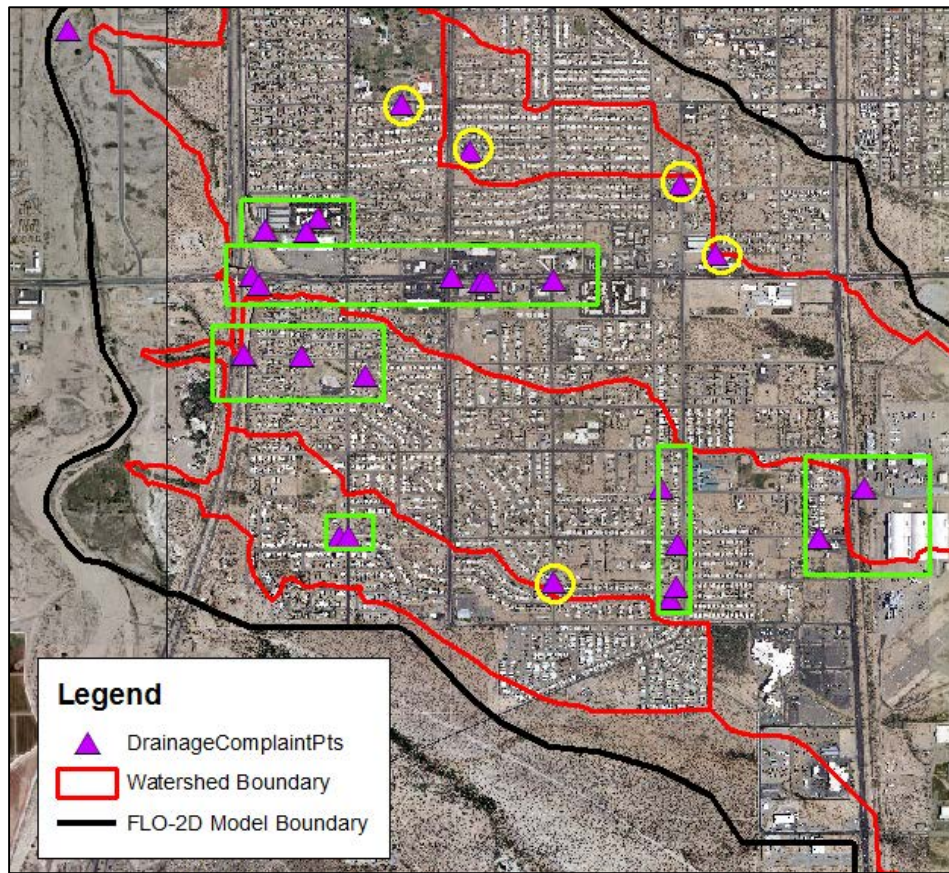 Legend
DrainageComplaintPts
Watershed Boundary
FLO-2D Model Boundary